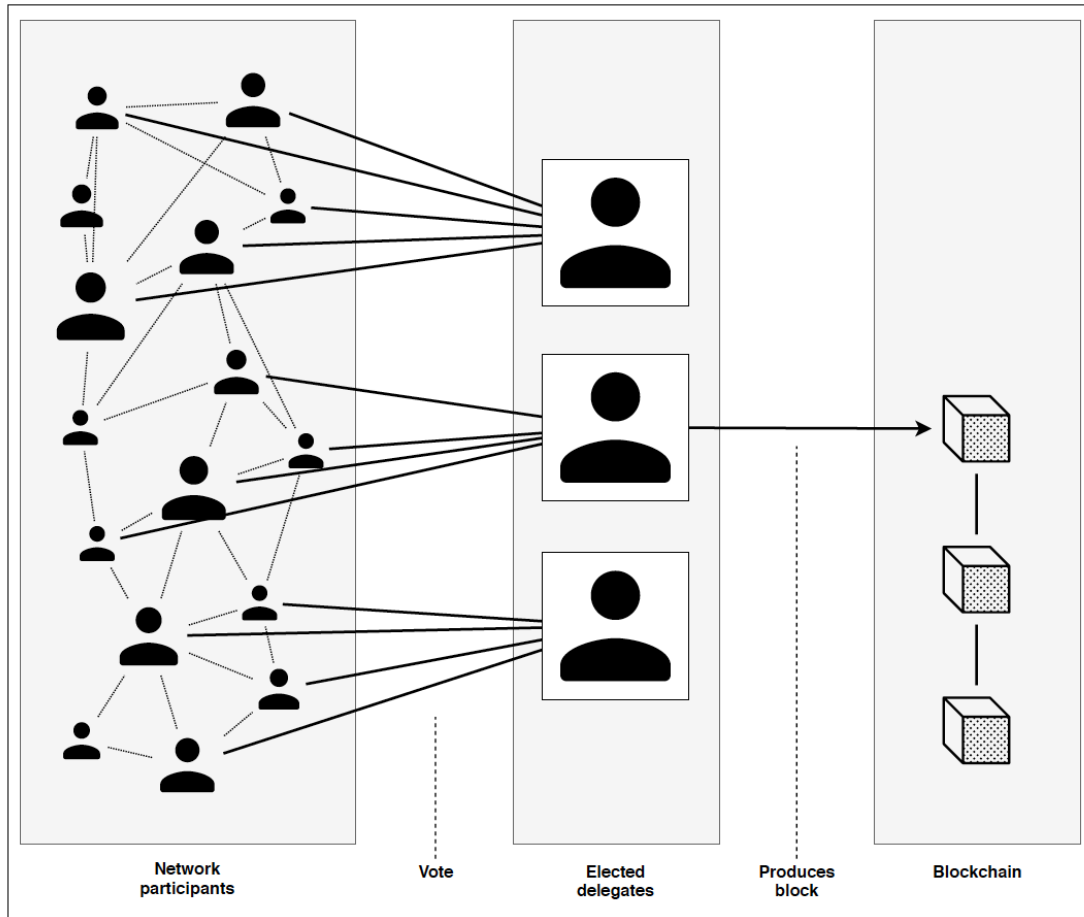 Network
participants
Vote
Elected
delegates
Produces
block
Blockchain